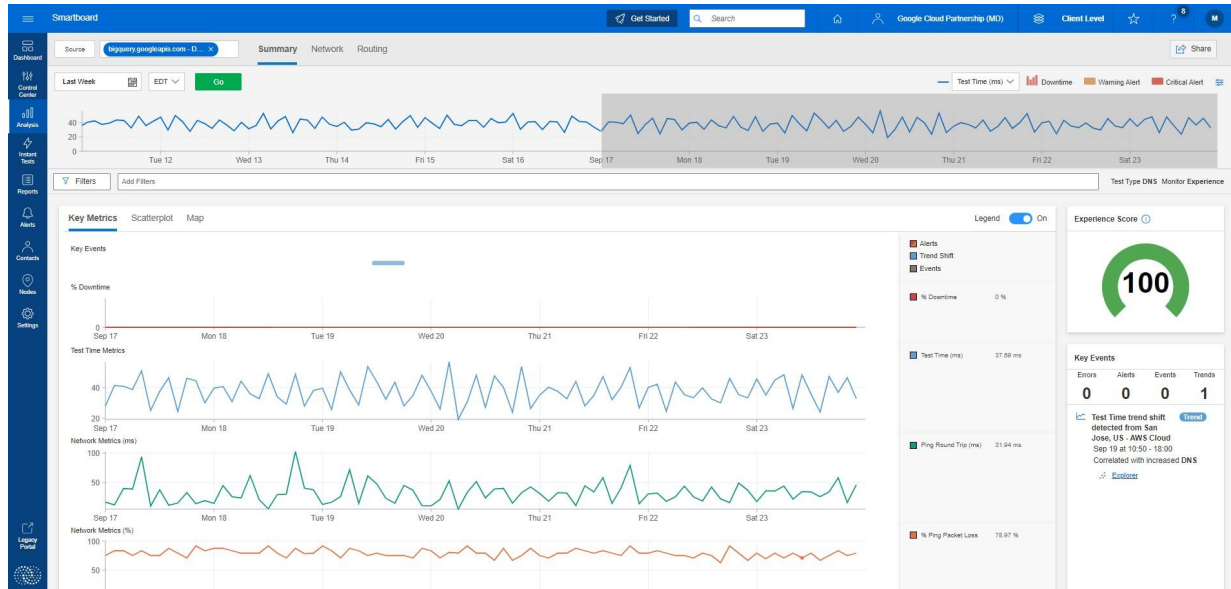 Smartboard
Get Started
Search
Google Cloud Partnership (MD)
Client Level
?
8
M
Dashboard
Control Center
Analysis
Instant Tests
Reports
Alerts
Contacts
Nodes
Settings
Legacy Portal
Source
bigquery.googleapis.com - D... ×
Summary
Network
Routing
Share
Last Week
EDT
Go
Test Time (ms)
Downtime
Warning Alert
Critical Alert
40
20
0
Tue 12 Wed 13 Thu 14 Fri 15 Sat 16 Sep 17 Mon 18 Tue 19 Wed 20 Thu 21 Fri 22 Sat 23
Filters
Add Filters
Test Type DNS Monitor Experience
Key Metrics
Scatterplot
Map
Legend
On
Key Events
Alerts
Trend Shift
Events
% Downtime
% Downtime 0 %
0
Sep 17 Mon 18 Tue 19 Wed 20 Thu 21 Fri 22 Sat 23
Test Time Metrics
Test Time (ms) 37.69 ms
40
20
Sep 17 Mon 18 Tue 19 Wed 20 Thu 21 Fri 22 Sat 23
Network Metrics (ms)
Ping Round Trip (ms) 31.94 ms
100
50
Sep 17 Mon 18 Tue 19 Wed 20 Thu 21 Fri 22 Sat 23
Network Metrics (%)
% Ping Packet Loss 78.97 %
100
50
Experience Score
100
Key Events
Errors Alerts Events Trends
0 0 0 1
Test Time trend shift
Trend
detected from San
Jose, US - AWS Cloud
Sep 19 at 10:50 - 18:00
Correlated with increased DNS
Explorer